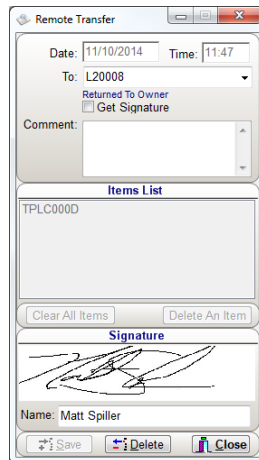 Remote Transfer
Date: 11/10/2014 Time: 11:47
To: L20008
Returned To Owner
Get Signature
Comment:
Items List
TPLC000D
Clear All Items Delete An Item
Signature
Name: Matt Spiller
Save Delete Close